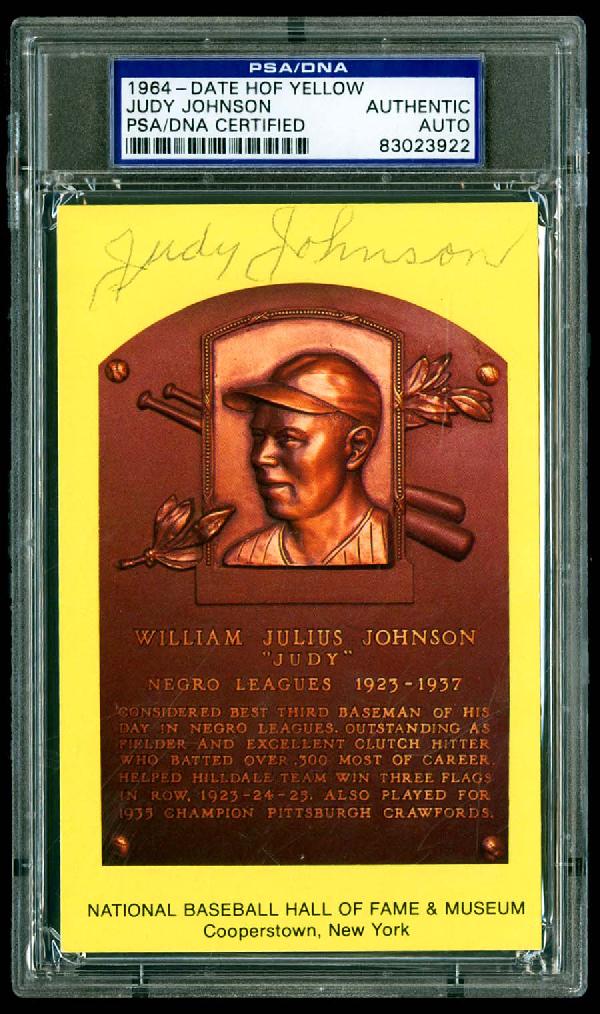 PSA/DNA
1964 - DATE HOF YELLOW
JUDY JOHNSON AUTHENTIC
PSA/DNA CERTIFIED AUTO
83023922
Judy Johnson
WILLIAM JULIUS JOHNSON
"JUDY"
NEGRO LEAGUES 1923-1937
CONSIDERED BEST THIRD BASEMAN OF HIS
DAY IN NEGRO LEAGUES. OUTSTANDING AS
FIELDER AND EXCELLENT CLUTCH HITTER
WHO BATTED OVER .300 MOST OF CAREER.
HELPED HILLDALE TEAM WIN THREE FLAGS
IN ROW, 1923-24-25. ALSO PLAYED FOR
1935 CHAMPION PITTSBURGH CRAWFORDS.
NATIONAL BASEBALL HALL OF FAME & MUSEUM
Cooperstown, New York